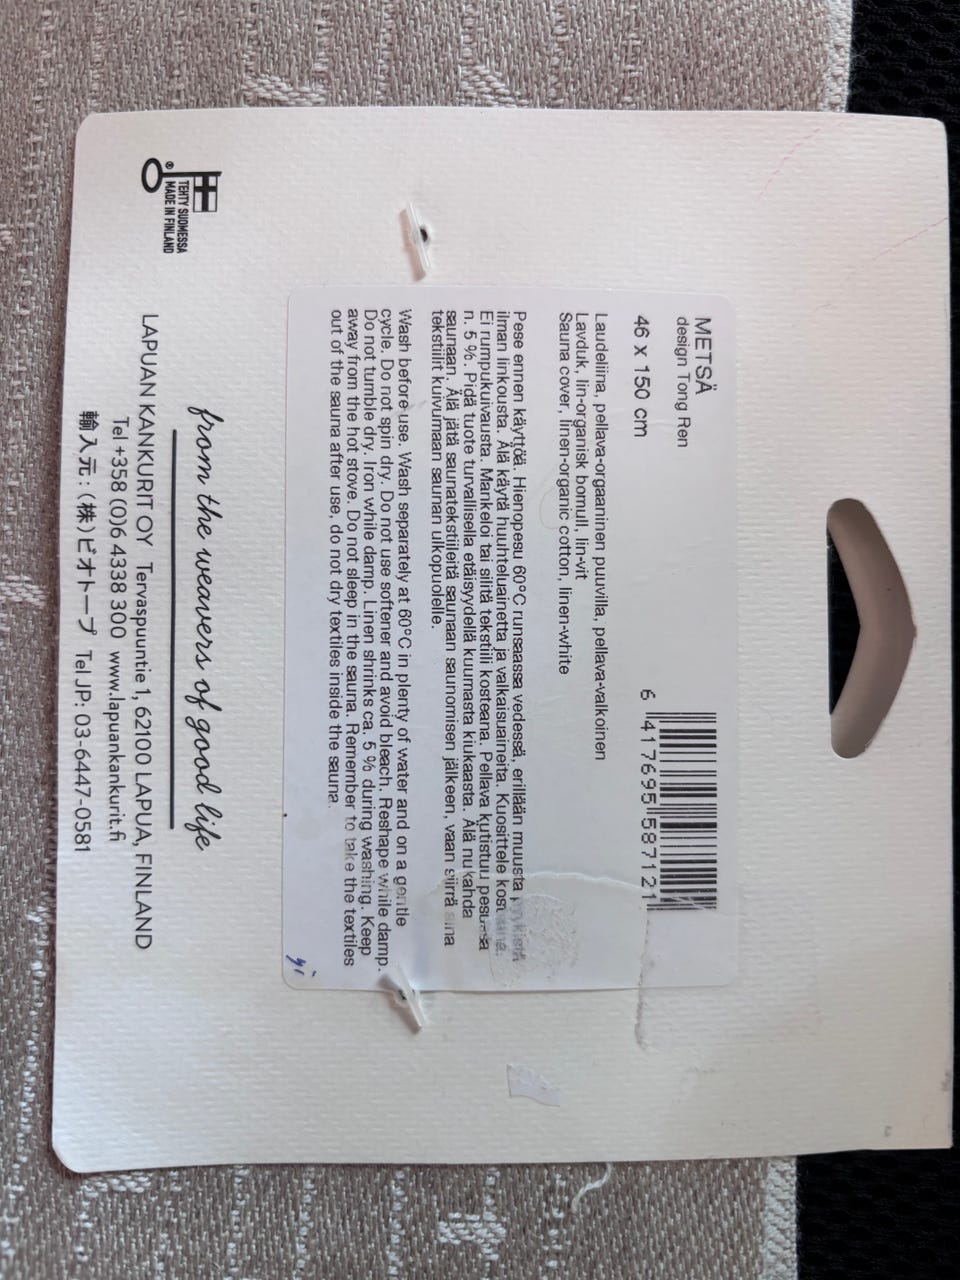 METSÄ
design Tong Ren
46 x 150 cm
6 417695 587121
Laudeliina, pellava-orgaaninen puuvilla, pellava-valkoinen
Lavduk, lin-organisk bomull, lin-vit
Sauna cover, linen-organic cotton, linen-white
Pese ennen käyttöä. Hienopesu 60°C runsaassa vedessä, erillään muusta pyykistä
ilman linkousta. Älä käytä huuhteluainetta ja valkaisuaineita. Kuosittele kosteana.
Ei rumpukuivausta. Mankeloi tai silitä tekstiili kosteana. Pellava kutistuu pesussa
n. 5 %. Pidä tuote turvallisella etäisyydellä kuumasta kiukaasta. Älä nukahda
saunaan. Älä jätä saunatekstiileitä saunaan saunomisen jälkeen, vaan siirrä aina
tekstiilit kuivumaan saunan ulkopuolelle.
Wash before use. Wash separately at 60°C in plenty of water and on a gentle
cycle. Do not spin dry. Do not use softener and avoid bleach. Reshape while damp.
Do not tumble dry. Iron while damp. Linen shrinks ca. 5 % during washing. Keep
away from the hot stove. Do not sleep in the sauna. Remember to take the textiles
out of the sauna after use, do not dry textiles inside the sauna.
from the weavers of good life
TEHTY SUOMESSA
MADE IN FINLAND
®
LAPUAN KANKURIT OY Tervaspuuntie 1, 62100 LAPUA, FINLAND
Tel +358 (0)6 4338 300 www.lapuankankurit.fi
輸入元：(株)ビオトープ Tel JP: 03-6447-0581